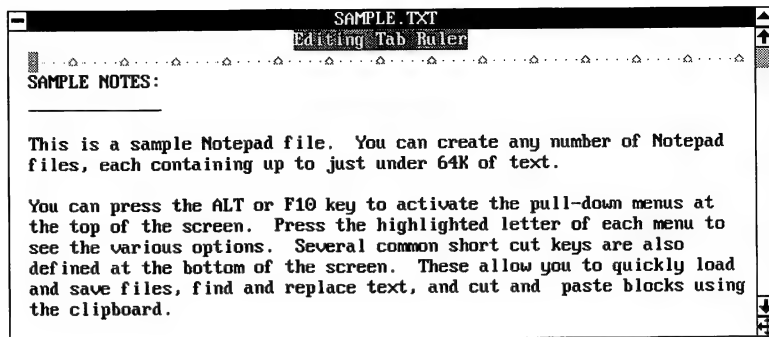 SAMPLE.TXT
Editing Tab Ruler
SAMPLE NOTES:
This is a sample Notepad file.  You can create any number of Notepad
files, each containing up to just under 64K of text.
You can press the ALT or F10 key to activate the pull-down menus at
the top of the screen.  Press the highlighted letter of each menu to
see the various options.  Several common short cut keys are also
defined at the bottom of the screen.  These allow you to quickly load
and save files, find and replace text, and cut and  paste blocks using
the clipboard.